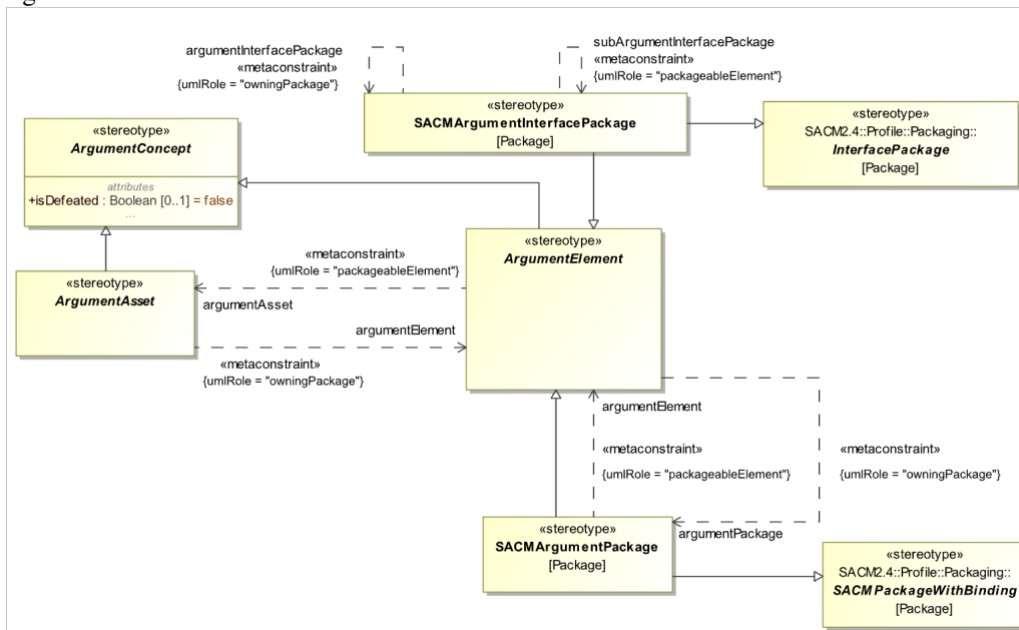 argumentInterfacePackage
«metaconstraint»
{umlRole = "owningPackage"}
subArgumentInterfacePackage
«metaconstraint»
{umlRole = "packageableElement"}
«stereotype»
SACMArgumentInterfacePackage
[Package]
«stereotype»
SACM2.4::Profile::Packaging::
InterfacePackage
[Package]
«stereotype»
ArgumentConcept
attributes
+isDefeated : Boolean [0..1] = false
...
«stereotype»
ArgumentElement
«metaconstraint»
{umlRole = "packageableElement"}
«stereotype»
ArgumentAsset
argumentAsset
argumentElement
«metaconstraint»
{umlRole = "owningPackage"}
argumentElement
«metaconstraint»
{umlRole = "packageableElement"}
«metaconstraint»
{umlRole = "owningPackage"}
argumentPackage
«stereotype»
SACMArgumentPackage
[Package]
«stereotype»
SACM2.4::Profile::Packaging::
SACMPackageWithBinding
[Package]